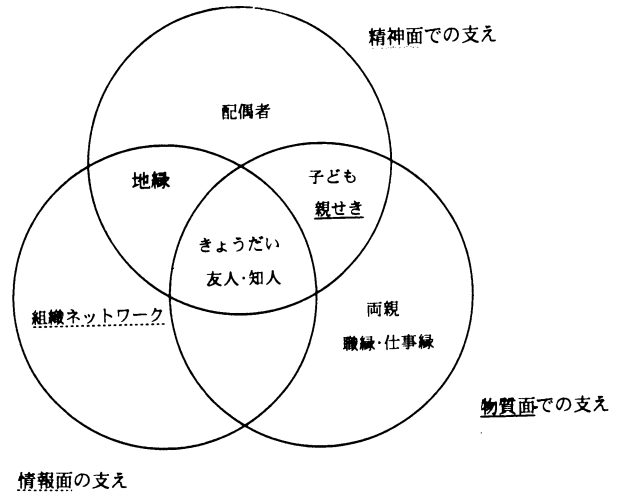 精神面での支え
配偶者
地縁
子ども
親せき
きょうだい
友人・知人
組織ネットワーク
両親
職縁・仕事縁
物質面での支え
情報面の支え